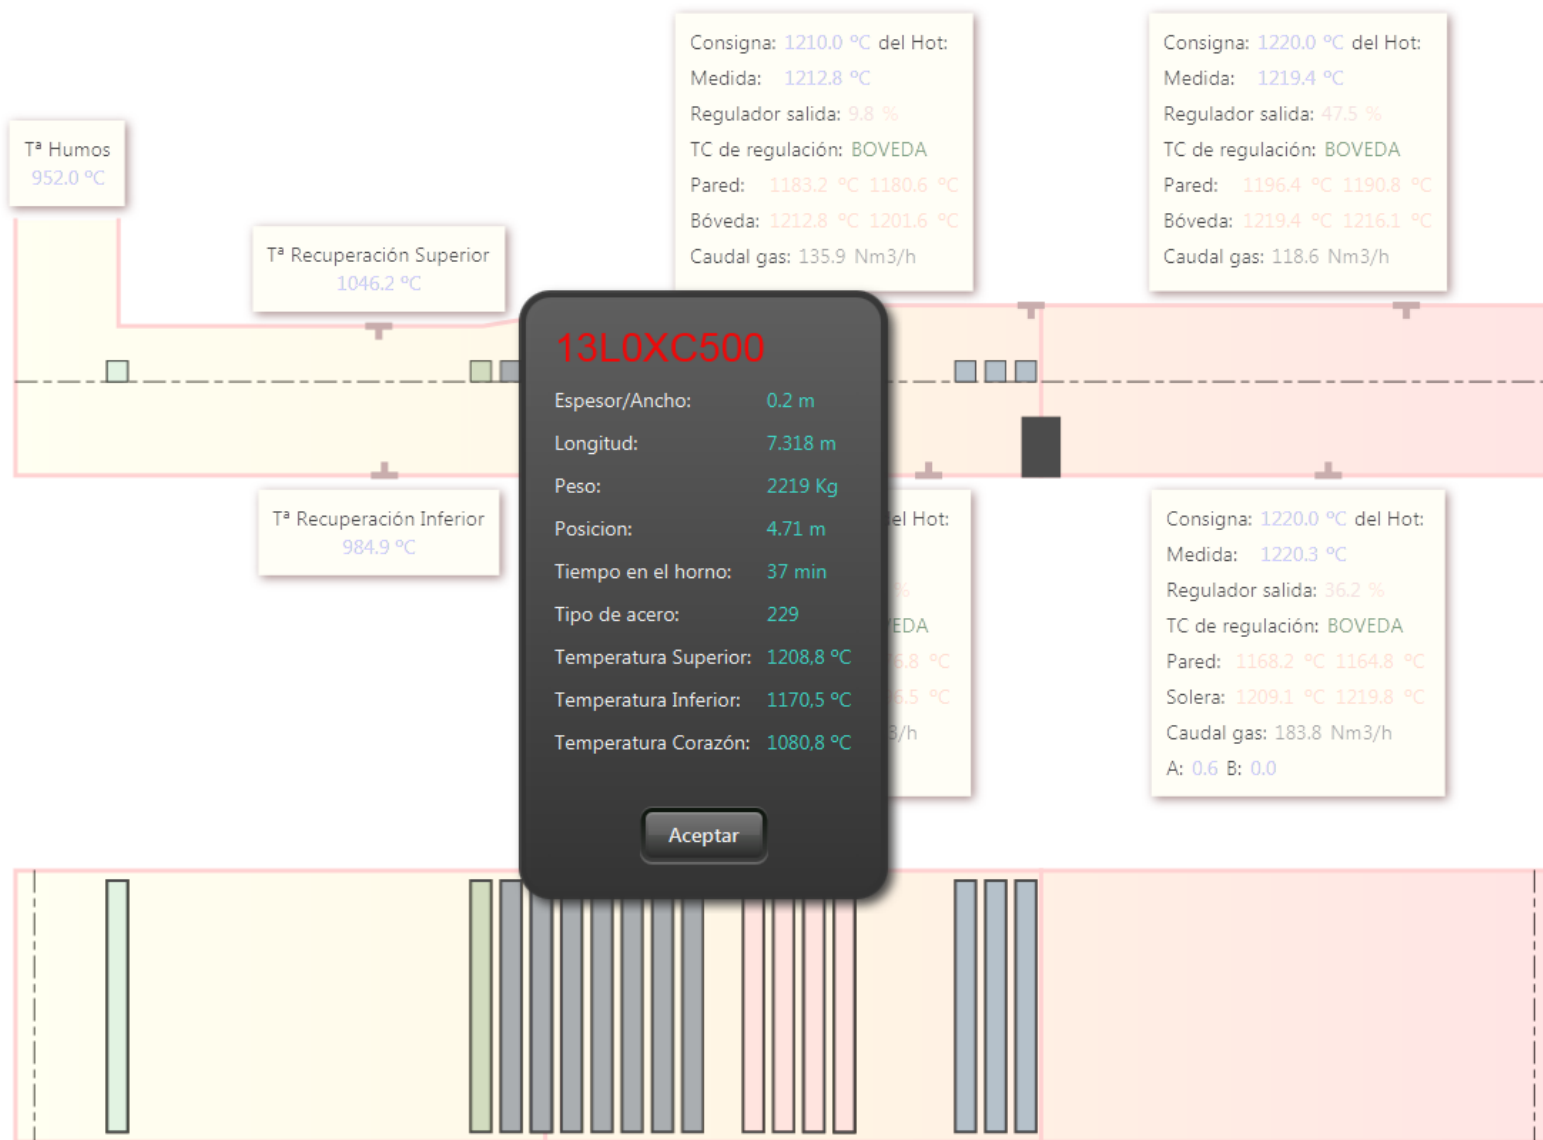 Consigna: 1210.0 ºC del Hot:
Medida: 1212.8 ºC
Regulador salida: 9.8 %
TC de regulación: BOVEDA
Pared: 1183.2 ºC 1180.6 ºC
Bóveda: 1212.8 ºC 1201.6 ºC
Caudal gas: 135.9 Nm3/h
Consigna: 1220.0 ºC del Hot:
Medida: 1219.4 ºC
Regulador salida: 47.5 %
TC de regulación: BOVEDA
Pared: 1196.4 ºC 1190.8 ºC
Bóveda: 1219.4 ºC 1216.1 ºC
Caudal gas: 118.6 Nm3/h
Tª Humos
952.0 ºC
Tª Recuperación Superior
1046.2 ºC
13L0XC500
Espesor/Ancho: 0.2 m
Longitud: 7.318 m
Peso: 2219 Kg
Posicion: 4.71 m
Tiempo en el horno: 37 min
Tipo de acero: 229
Temperatura Superior: 1208,8 ºC
Temperatura Inferior: 1170,5 ºC
Temperatura Corazón: 1080,8 ºC
Aceptar
Tª Recuperación Inferior
984.9 ºC
Hot:
%
ºC
ºC
Consigna: 1220.0 ºC del Hot:
Medida: 1220.3 ºC
Regulador salida: 36.2 %
TC de regulación: BOVEDA
Pared: 1168.2 ºC 1164.8 ºC
Solera: 1209.1 ºC 1219.8 ºC
Caudal gas: 183.8 Nm3/h
A: 0.6 B: 0.0